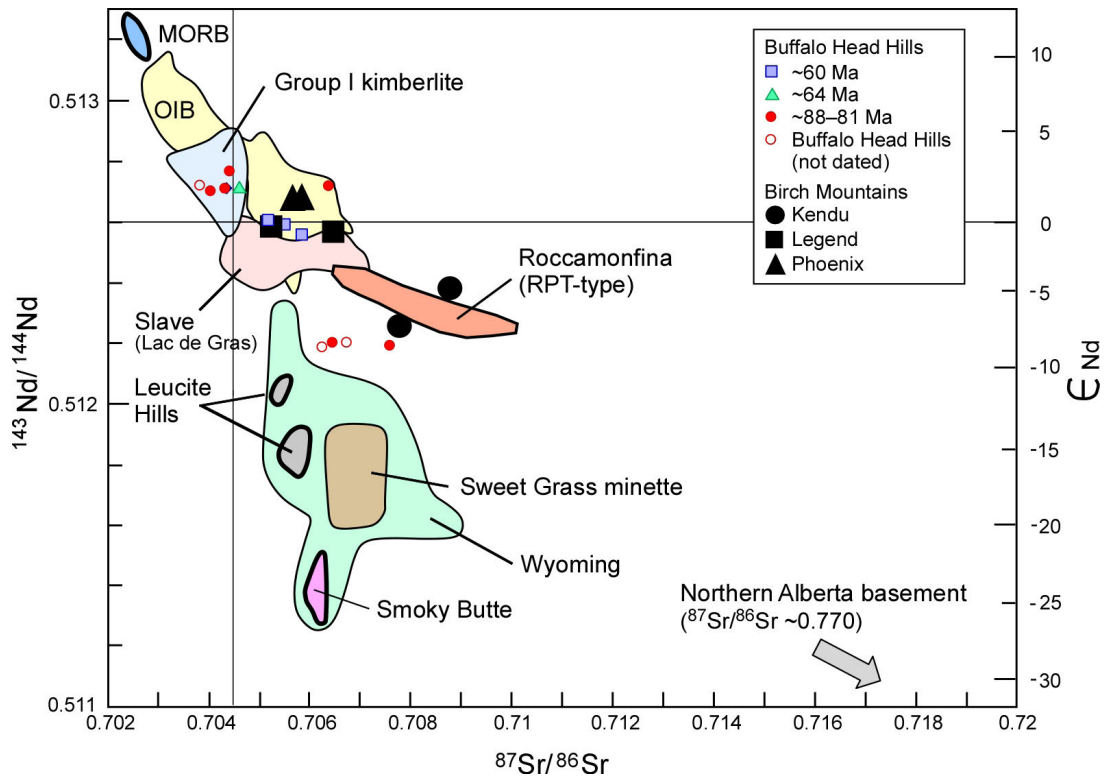 MORB
OIB
Group I kimberlite
Slave
(Lac de Gras)
Leucite
Hills
Roccamonfina
(RPT-type)
Sweet Grass minette
Wyoming
Smoky Butte
Northern Alberta basement
(⁸⁷Sr/⁸⁶Sr ~0.770)
Buffalo Head Hills
~60 Ma
~64 Ma
~88–81 Ma
Buffalo Head Hills
(not dated)
Birch Mountains
Kendu
Legend
Phoenix
¹⁴³Nd/¹⁴⁴Nd
0.513
0.512
0.511
10
5
0
-5
-10
-15
-20
-25
-30
ϵ Nd
0.702
0.704
0.706
0.708
0.71
0.712
0.714
0.716
0.718
0.72
⁸⁷Sr/⁸⁶Sr